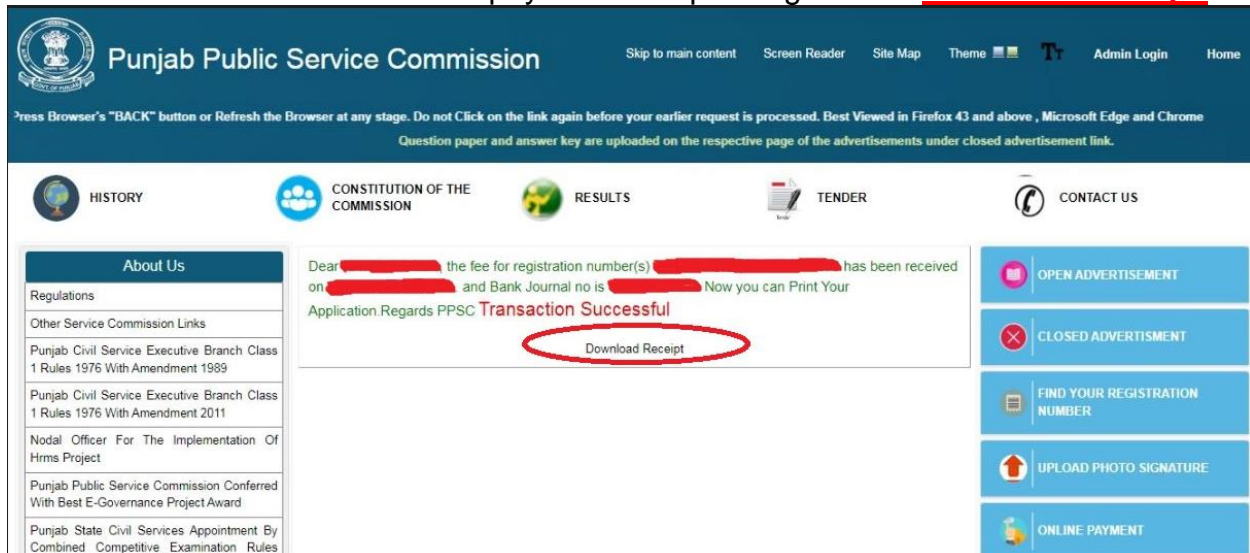 Punjab Public Service Commission
Skip to main content Screen Reader Site Map Theme TT Admin Login Home
Press Browser's "BACK" button or Refresh the Browser at any stage. Do not Click on the link again before your earlier request is processed. Best Viewed in Firefox 43 and above , Microsoft Edge and Chrome
Question paper and answer key are uploaded on the respective page of the advertisements under closed advertisement link.
HISTORY
CONSTITUTION OF THE
COMMISSION
RESULTS
TENDER
CONTACT US
About Us
Regulations
Other Service Commission Links
Punjab Civil Service Executive Branch Class
1 Rules 1976 With Amendment 1989
Punjab Civil Service Executive Branch Class
1 Rules 1976 With Amendment 2011
Nodal Officer For The Implementation Of
Hrms Project
Punjab Public Service Commission Conferred
With Best E-Governance Project Award
Punjab State Civil Services Appointment By
Combined Competitive Examination Rules
Dear the fee for registration number(s) has been received
on and Bank Journal no is Now you can Print Your
Application.Regards PPSC Transaction Successful
Download Receipt
OPEN ADVERTISEMENT
CLOSED ADVERTISMENT
FIND YOUR REGISTRATION
NUMBER
UPLOAD PHOTO SIGNATURE
ONLINE PAYMENT